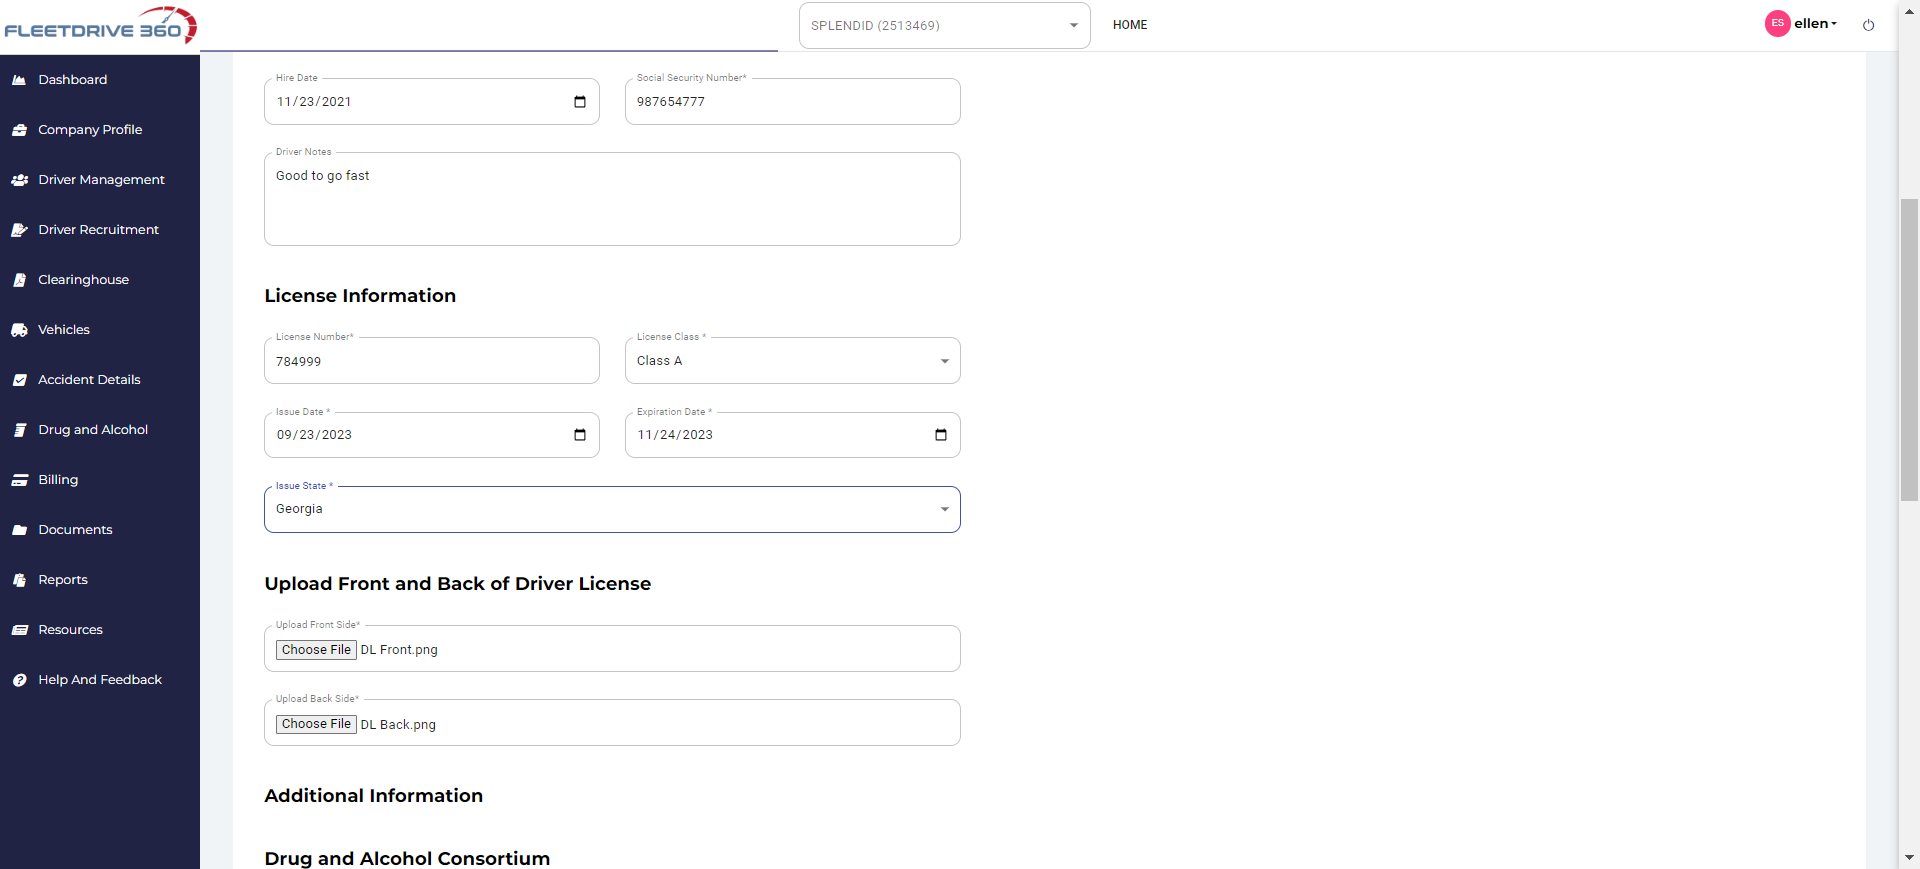 FLEETDRIVE 360
SPLENDID (2513469)
HOME
ES
ellen
Dashboard
Company Profile
Driver Management
Driver Recruitment
Clearinghouse
Vehicles
Accident Details
Drug and Alcohol
Billing
Documents
Reports
Resources
Help And Feedback
Hire Date
11/23/2021
Social Security Number*
987654777
Driver Notes
Good to go fast
License Information
License Number*
784999
License Class *
Class A
Issue Date *
09/23/2023
Expiration Date *
11/24/2023
Issue State *
Georgia
Upload Front and Back of Driver License
Upload Front Side*
Choose File DL Front.png
Upload Back Side*
Choose File DL Back.png
Additional Information
Drug and Alcohol Consortium